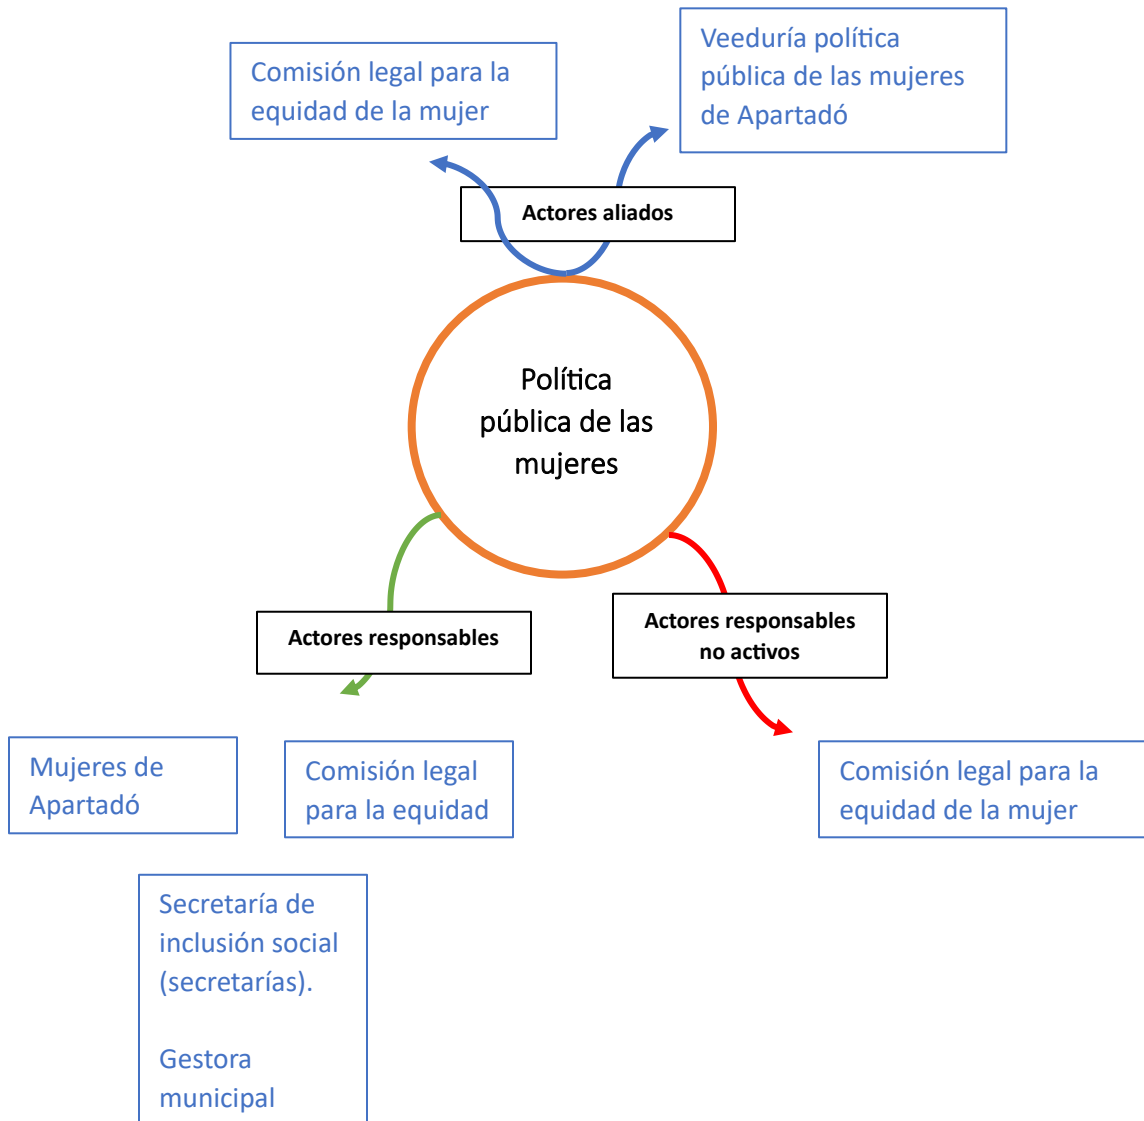 Comisión legal para la
equidad de la mujer
Veeduría política
pública de las mujeres
de Apartadó
Actores aliados
Política
pública de las
mujeres
Actores responsables
Actores responsables
no activos
Mujeres de
Apartadó
Comisión legal
para la equidad
Comisión legal para la
equidad de la mujer
Secretaría de
inclusión social
(secretarías).
Gestora
municipal